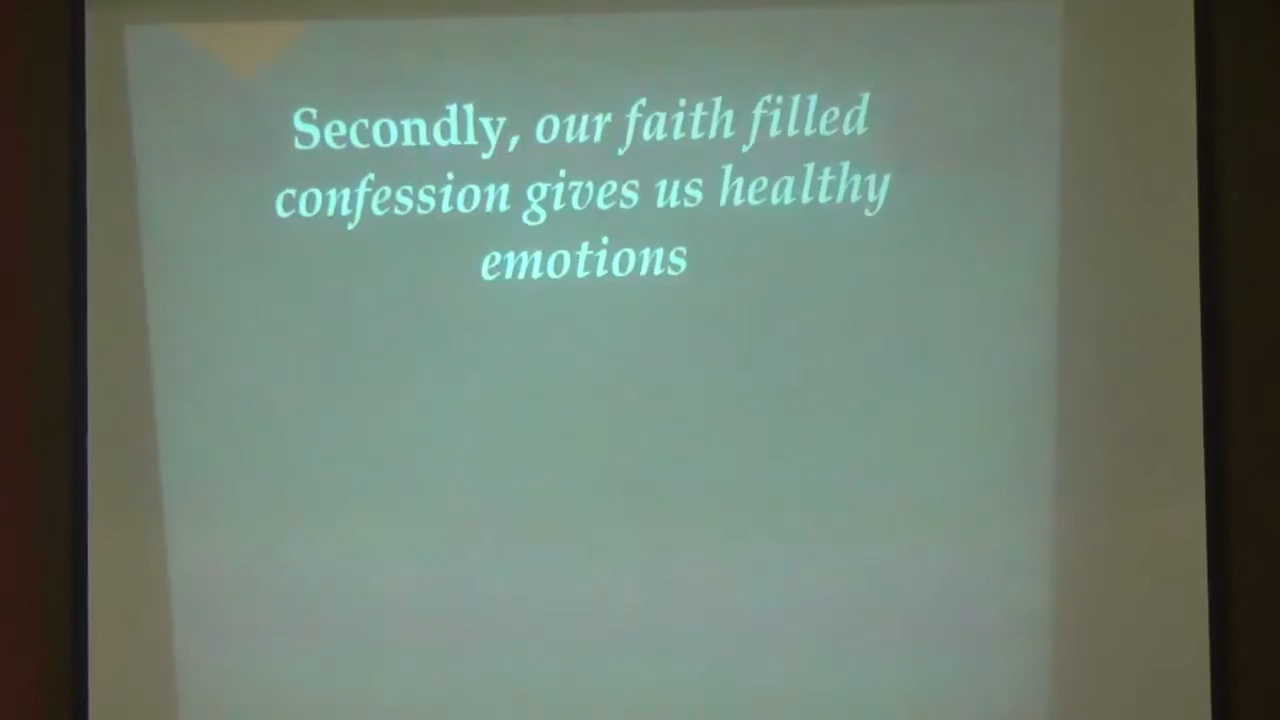 Secondly, our faith filled
confession gives us healthy
emotions